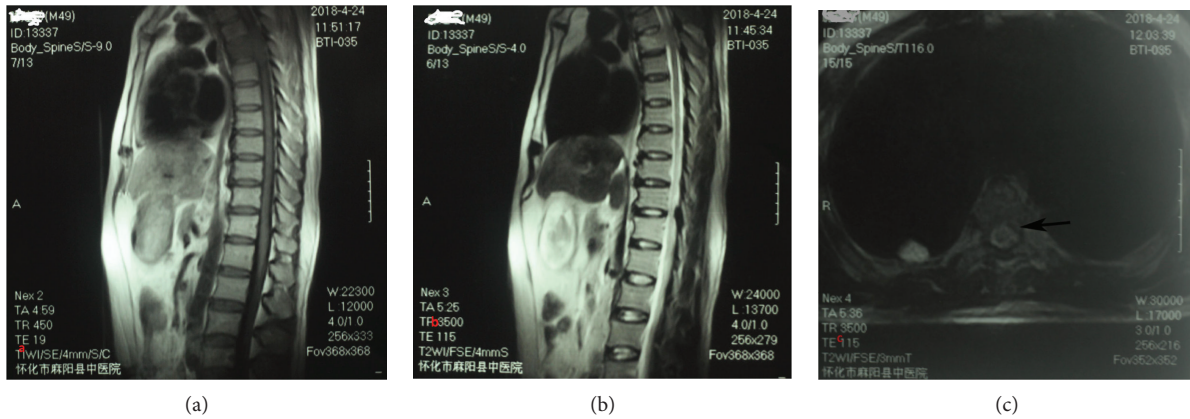 (M49)
ID:13337
Body_SpineS/S-9.0
7/13
2018-4-24
11:51:17
BTI-035
A
Nex 2
TA 4:59
TR 450
TE 19
a
T1WI/SE/4mm/S/C
怀化市麻阳县中医院
W:22300
L:12000
4.0/1.0
256x333
Fov368x368
(a)
(M49)
ID:13337
Body_SpineS/S-4.0
6/13
2018-4-24
11:45:34
BTI-035
A
Nex 3
TA 5:25
TR 3500
b
TE 115
T2WI/FSE/4mmS
怀化市麻阳县中医院
W:24000
L:13700
4.0/1.0
256x279
Fov368x368
(b)
(M49)
ID:13337
Body_SpineS/T116.0
15/15
2018-4-24
12:03:39
BTI-035
R
Nex 4
TA 5:36
TR 3500
c
TE 115
T2WI/FSE/3mmT
怀化市麻阳县中医院
W:30000
L:17000
3.0/1.0
256x216
Fov352x352
(c)